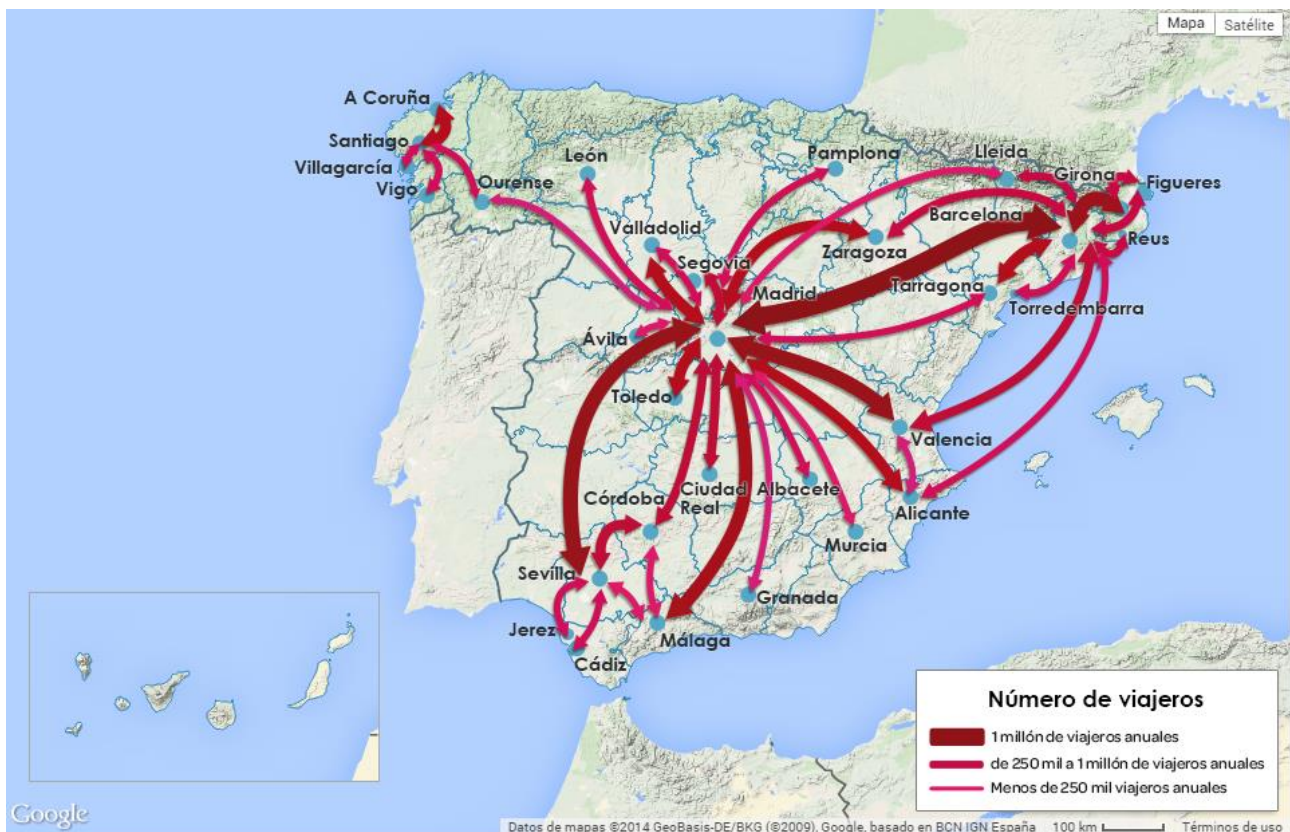 Mapa
Satélite
A Coruña
Santiago
Villagarcía
Vigo
Ourense
León
Pamplona
Lleida
Girona
Figueres
Valladolid
Barcelona
Segovia
Zaragoza
Reus
Madrid
Tarragona
Torredembarra
Ávila
Toledo
Valencia
Córdoba
Ciudad
Real
Albacete
Alicante
Murcia
Sevilla
Granada
Jerez
Málaga
Cádiz
Número de viajeros
1 millón de viajeros anuales
de 250 mil a 1 millón de viajeros anuales
Menos de 250 mil viajeros anuales
Google
Datos de mapas ©2014 GeoBasis-DE/BKG (©2009), Google, basado en BCN IGN España
100 km
Términos de uso